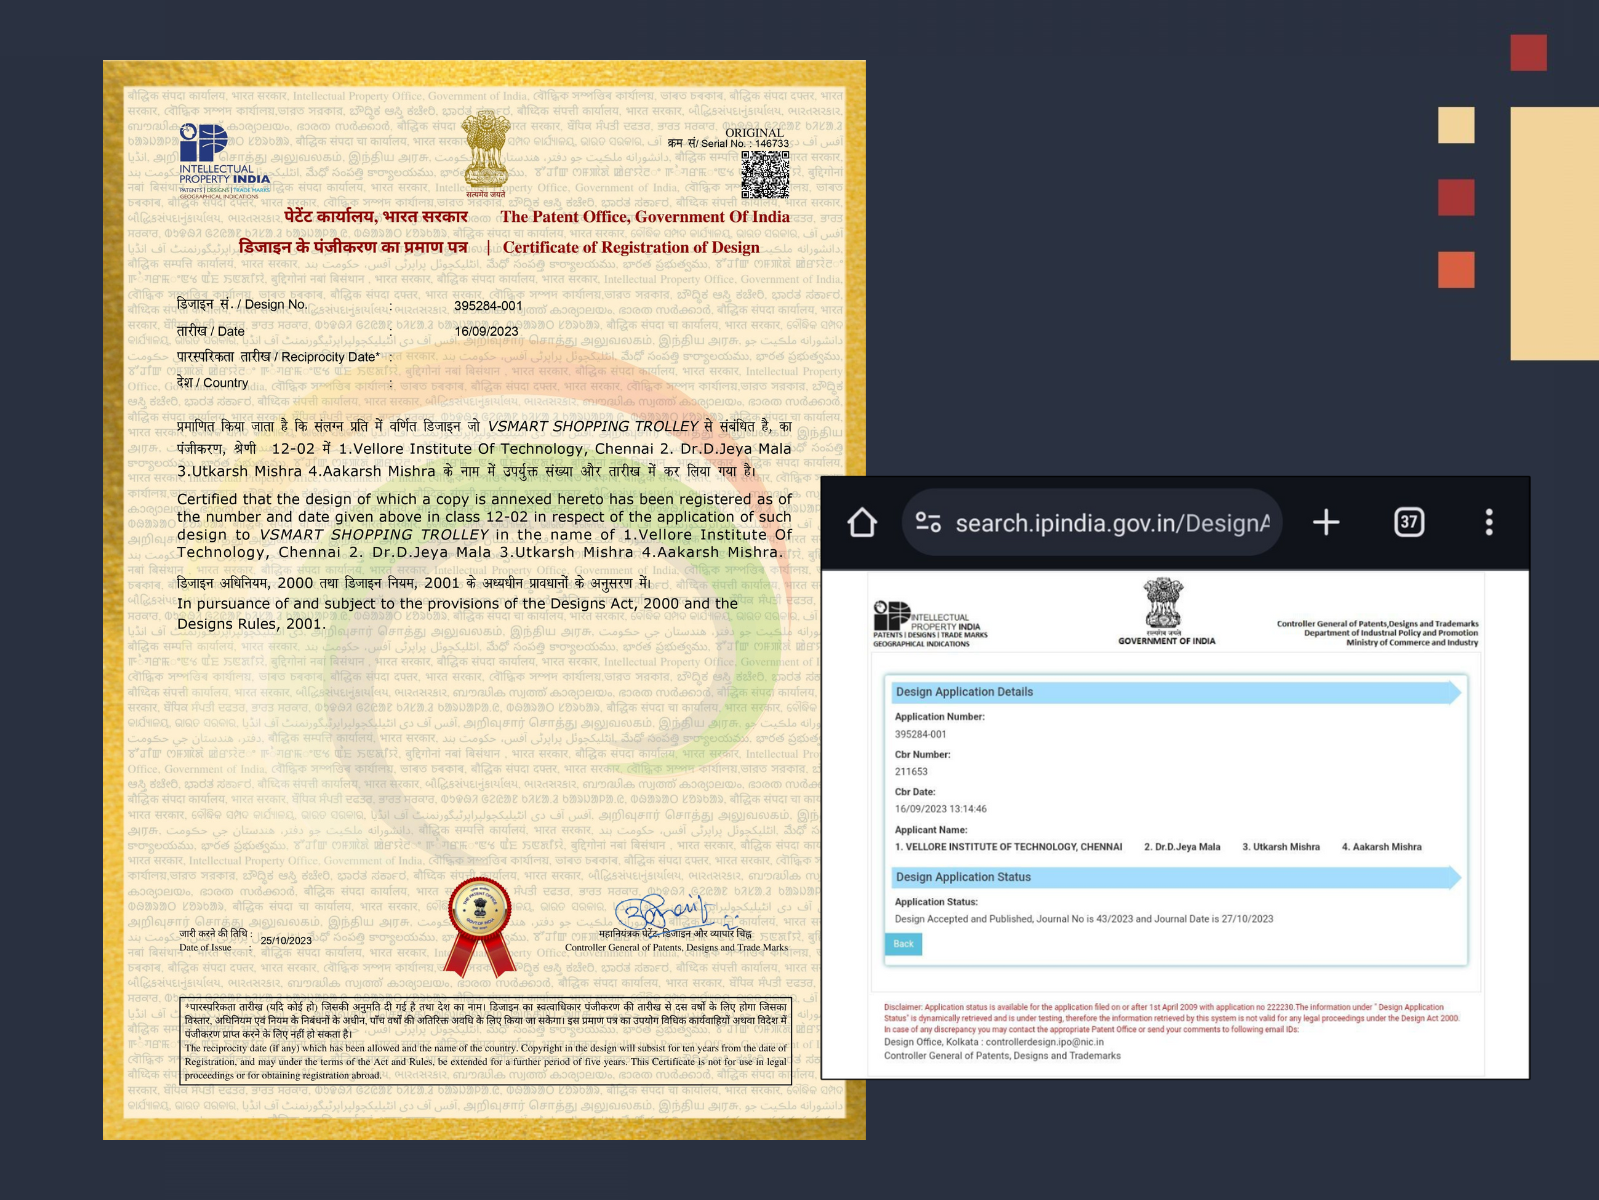 INTELLECTUAL
PROPERTY INDIA
PATENTS | DESIGNS | TRADE MARKS
GEOGRAPHICAL INDICATIONS
सत्यमेव जयते
ORIGINAL
क्रम सं/ Serial No. : 146733
पेटेंट कार्यालय, भारत सरकार The Patent Office, Government Of India
डिजाइन के पंजीकरण का प्रमाण पत्र | Certificate of Registration of Design
डिजाइन सं. / Design No. : 395284-001
तारीख / Date : 16/09/2023
पारस्परिकता तारीख / Reciprocity Date* :
देश / Country :
प्रमाणित किया जाता है कि संलग्न प्रति में वर्णित डिजाइन जो VSMART SHOPPING TROLLEY से संबंधित है, का
पंजीकरण, श्रेणी 12-02 में 1.Vellore Institute Of Technology, Chennai 2. Dr.D.Jeya Mala
3.Utkarsh Mishra 4.Aakarsh Mishra के नाम में उपर्युक्त संख्या और तारीख में कर लिया गया है।
Certified that the design of which a copy is annexed hereto has been registered as of
the number and date given above in class 12-02 in respect of the application of such
design to VSMART SHOPPING TROLLEY in the name of 1.Vellore Institute Of
Technology, Chennai 2. Dr.D.Jeya Mala 3.Utkarsh Mishra 4.Aakarsh Mishra.
डिजाइन अधिनियम, 2000 तथा डिजाइन नियम, 2001 के अध्यधीन प्रावधानों के अनुसरण में।
In pursuance of and subject to the provisions of the Designs Act, 2000 and the
Designs Rules, 2001.
जारी करने की तिथि :
Date of Issue : 25/10/2023
महानियंत्रक पेटेंट, डिजाइन और व्यापार चिह्न
Controller General of Patents, Designs and Trade Marks
*पारस्परिकता तारीख (यदि कोई हो) जिसकी अनुमति दी गई है तथा देश का नाम। डिजाइन का स्वत्वाधिकार पंजीकरण की तारीख से दस वर्षों के लिए होगा जिसका
विस्तार, अधिनियम एवं नियम के निबंधनों के अधीन, पाँच वर्षों की अतिरिक्त अवधि के लिए किया जा सकेगा। इस प्रमाण पत्र का उपयोग विधिक कार्यवाहियों अथवा विदेश में
पंजीकरण प्राप्त करने के लिए नहीं हो सकता है।
The reciprocity date (if any) which has been allowed and the name of the country. Copyright in the design will subsist for ten years from the date of
Registration, and may under the terms of the Act and Rules, be extended for a further period of five years. This Certificate is not for use in legal
proceedings or for obtaining registration abroad.
search.ipindia.gov.in/DesignA
37
INTELLECTUAL
PROPERTY INDIA
PATENTS | DESIGNS | TRADE MARKS
GEOGRAPHICAL INDICATIONS
सत्यमेव जयते
GOVERNMENT OF INDIA
Controller General of Patents,Designs and Trademarks
Department of Industrial Policy and Promotion
Ministry of Commerce and Industry
Design Application Details
Application Number:
395284-001
Cbr Number:
211653
Cbr Date:
16/09/2023 13:14:46
Applicant Name:
1. VELLORE INSTITUTE OF TECHNOLOGY, CHENNAI 2. Dr.D.Jeya Mala 3. Utkarsh Mishra 4. Aakarsh Mishra
Design Application Status
Application Status:
Design Accepted and Published, Journal No is 43/2023 and Journal Date is 27/10/2023
Back
Disclaimer: Application status is available for the application filed on or after 1st April 2009 with application no 222230.The information under " Design Application
Status" is dynamically retrieved and is under testing, therefore the information retrieved by this system is not valid for any legal proceedings under the Design Act 2000.
In case of any discrepancy you may contact the appropriate Patent Office or send your comments to following email IDs:
Design Office, Kolkata : controllerdesign.ipo@nic.in
Controller General of Patents, Designs and Trademarks